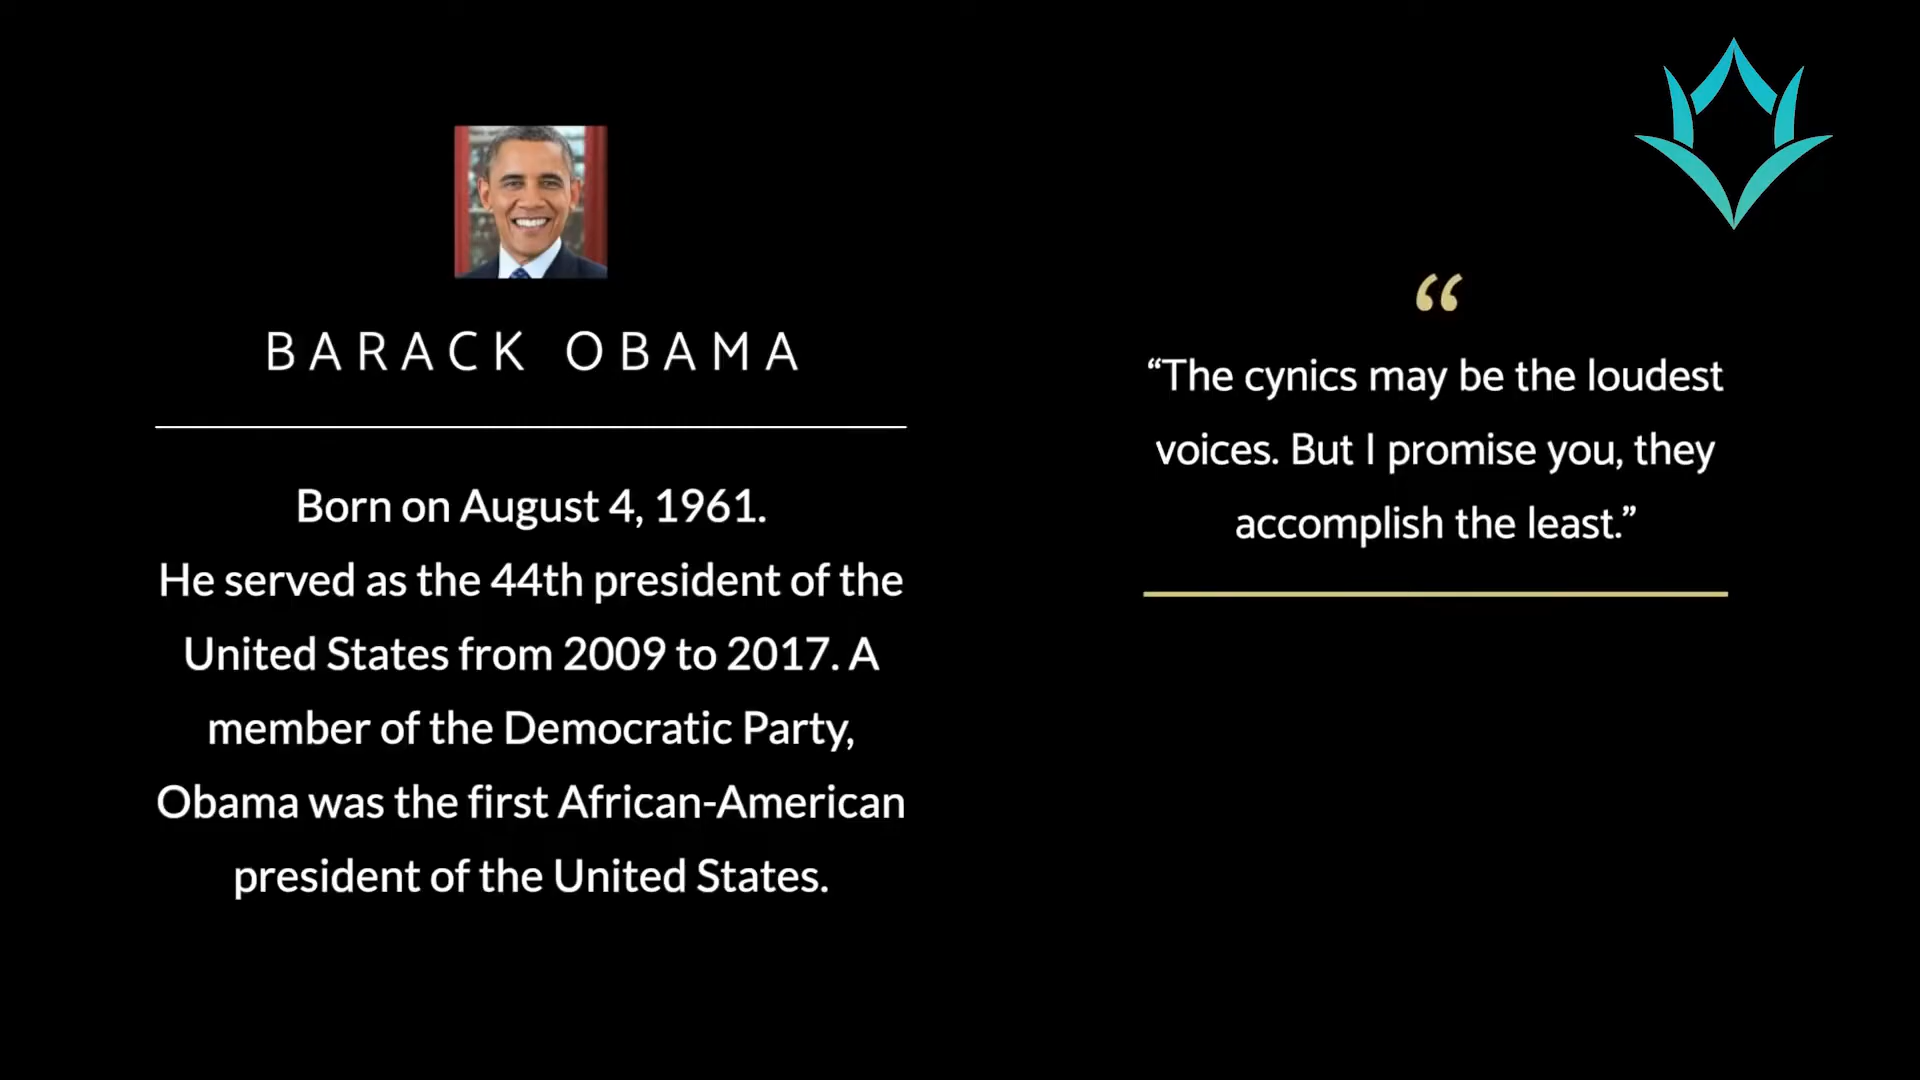 BARACK OBAMA
Born on August 4, 1961.
He served as the 44th president of the
United States from 2009 to 2017. A
member of the Democratic Party,
Obama was the first African-American
president of the United States.
“
“The cynics may be the loudest
voices. But I promise you, they
accomplish the least.”